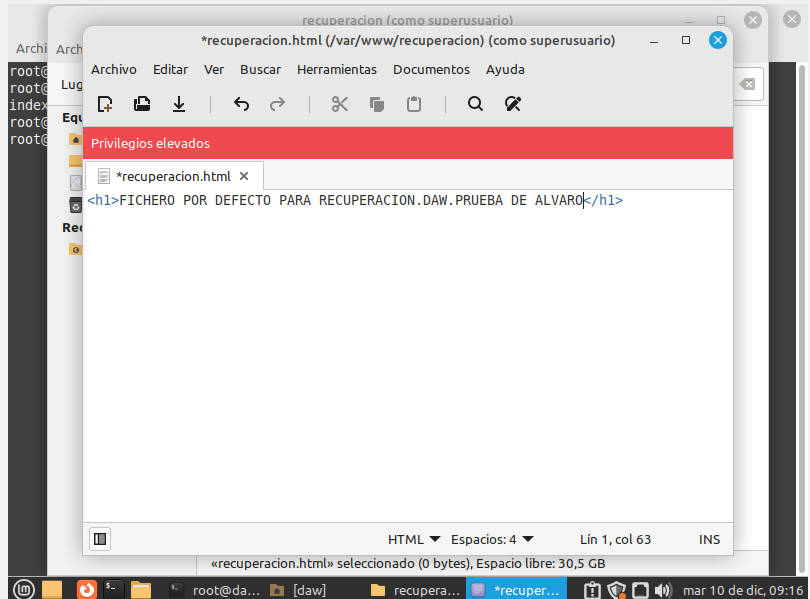 recuperacion (como superusuario)
Archi
Arch
*recuperacion.html (/var/www/recuperacion) (como superusuario)
Archivo Editar Ver Buscar Herramientas Documentos Ayuda
Privilegios elevados
*recuperacion.html
<h1>FICHERO POR DEFECTO PARA RECUPERACION.DAW.PRUEBA DE ALVARO</h1>
root@
root@
index
root@
root@
Lug
Equ
Rec
HTML Espacios: 4 Lín 1, col 63 INS
«recuperacion.html» seleccionado (0 bytes), Espacio libre: 30,5 GB
root@da... [daw] recupera... *recuper... mar 10 de dic, 09:16